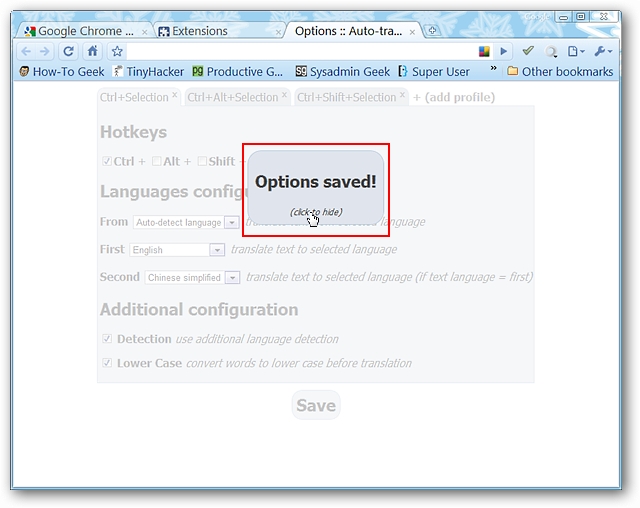 Google Chrome ...
Extensions
Options :: Auto-tra...
How-To Geek
TinyHacker
Productive G...
Sysadmin Geek
Super User
»
Other bookmarks
Ctrl+Selection x
Ctrl+Alt+Selection x
Ctrl+Shift+Selection x
+ (add profile)
Hotkeys
Ctrl + Alt + Shift +
Options saved!
(click to hide)
Languages configu
From Auto-detect language language
First English translate text to selected language
Second Chinese simplified translate text to selected language (if text language = first)
Additional configuration
Detection use additional language detection
Lower Case convert words to lower case before translation
Save